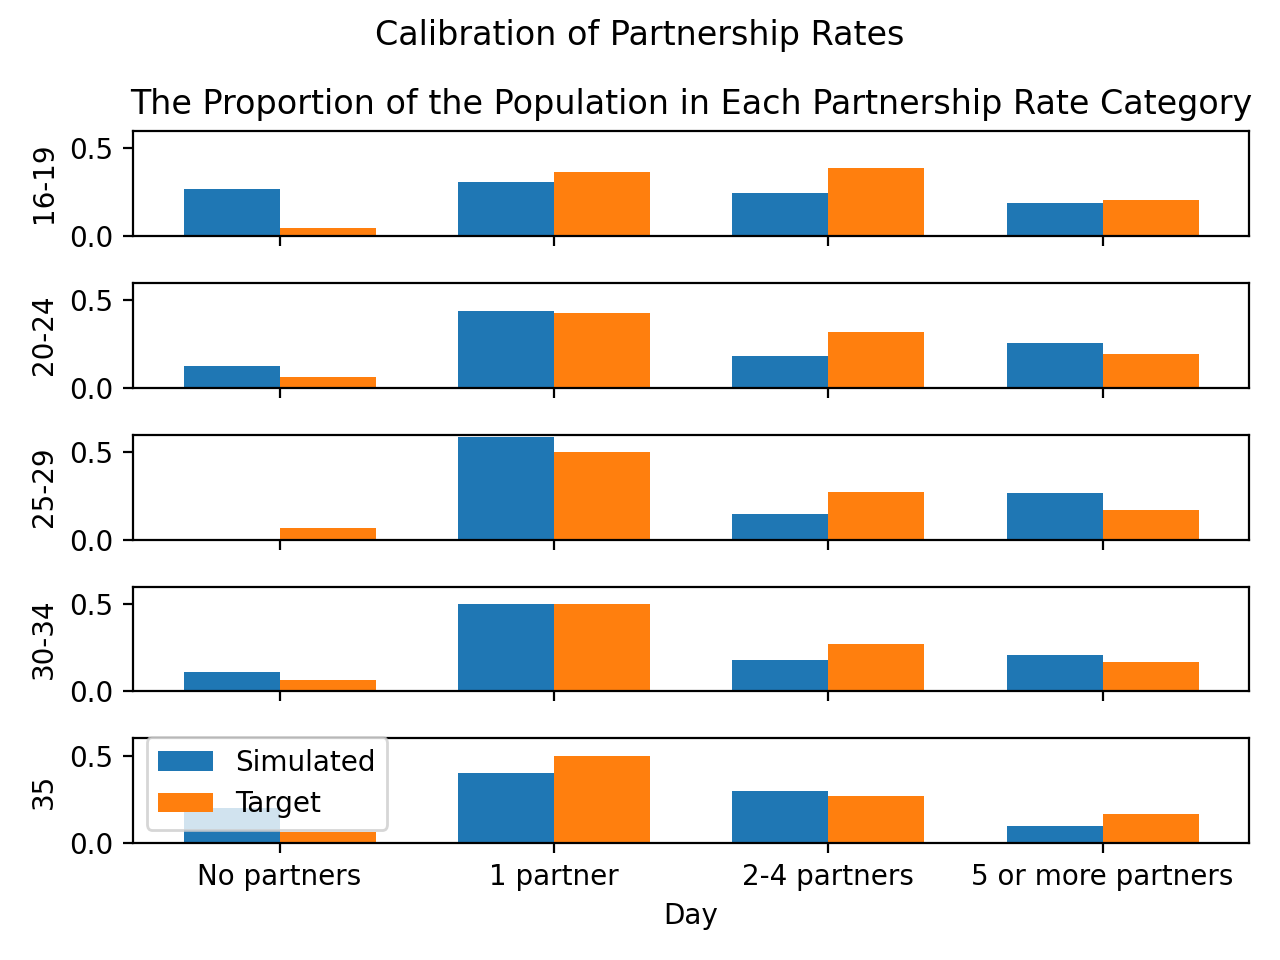 Calibration of Partnership Rates
The Proportion of the Population in Each Partnership Rate Category
16-19
0.5
0.0
20-24
0.5
0.0
25-29
0.5
0.0
30-34
0.5
0.0
35
0.5
0.0
Simulated
Target
No partners
1 partner
2-4 partners
5 or more partners
Day